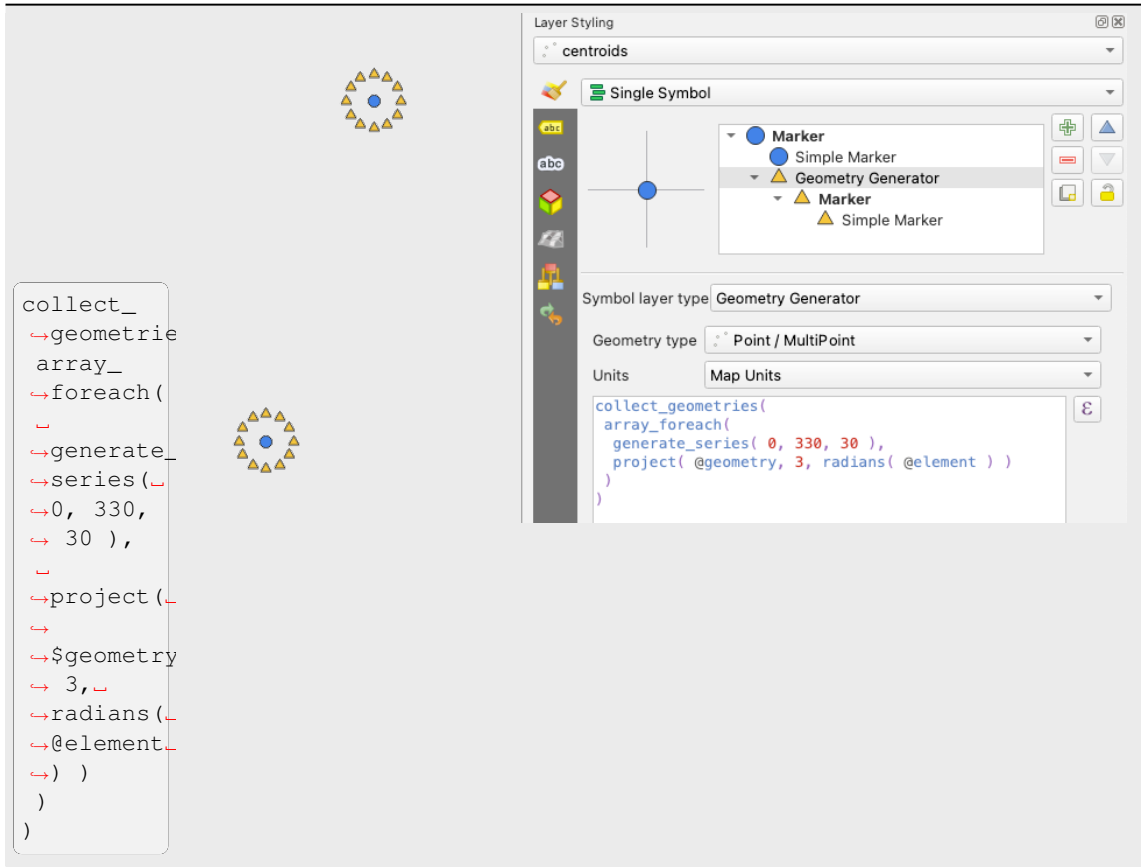 Layer Styling
centroids
Single Symbol
abc
abc
Marker
Simple Marker
Geometry Generator
Marker
Simple Marker
Symbol layer type Geometry Generator
Geometry type Point / MultiPoint
Units Map Units
collect_geometries(
array_foreach(
generate_series( 0, 330, 30 ),
project( @geometry, 3, radians( @element ) )
)
)
ε
collect_
↪geometrie
array_
↪foreach(
␣
↪generate_
↪series(␣
↪0, 330,
↪ 30 ),
␣
↪project(␣
↪
↪$geometry
↪ 3,␣
↪radians(␣
↪@element␣
↪) )
)
)